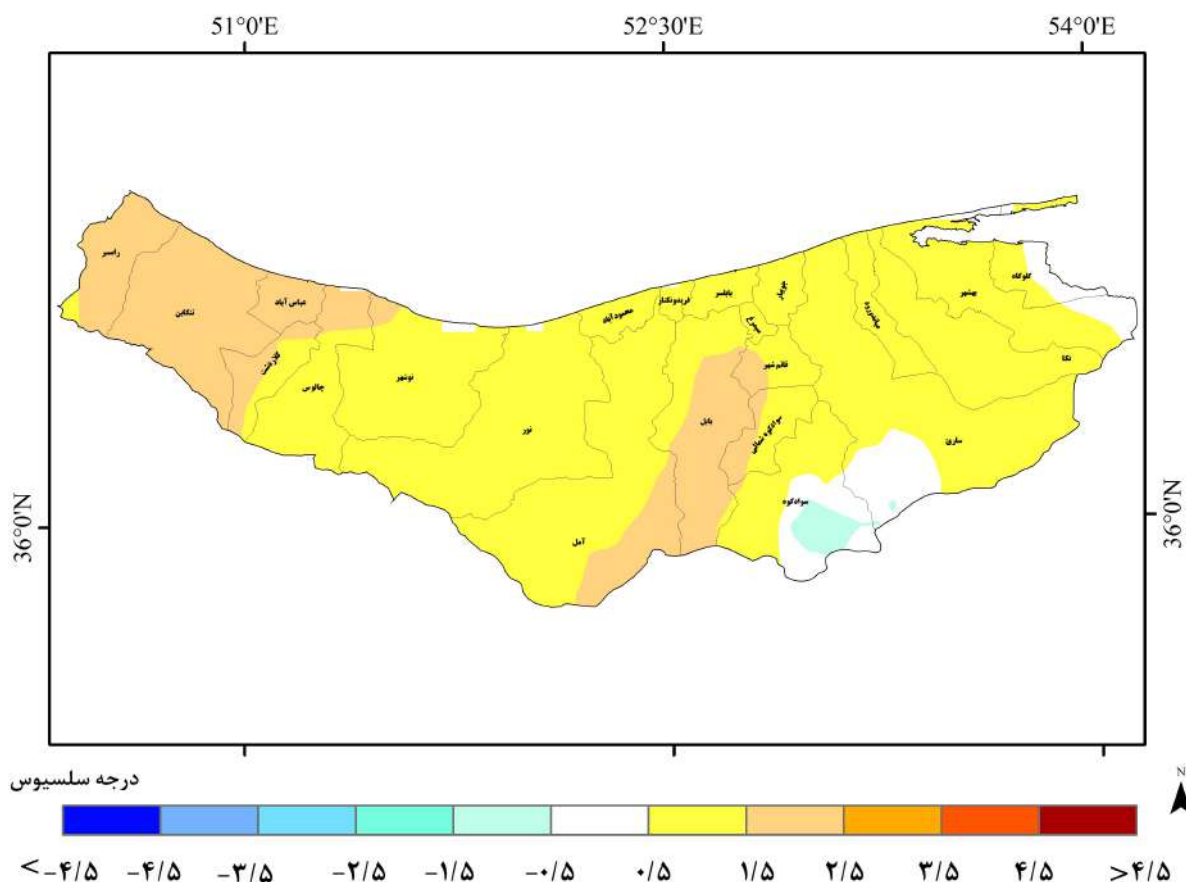 51°0'E 52°30'E 54°0'E
رامسر
تنکابن
عباس آباد
کلاردشت
چالوس
نوشهر
نور
محمودآباد
فریدونکنار
بابلسر
جویبار
سیمرغ
قائم شهر
بابل
سوادکوه شمالی
آمل
سوادکوه
ساری
میاندورود
بهشهر
گلوگاه
نکا
36°0'N 36°0'N
درجه سلسیوس
N
<-۴/۵ -۴/۵ -۳/۵ -۲/۵ -۱/۵ -۰/۵ ۰/۵ ۱/۵ ۲/۵ ۳/۵ ۴/۵ >۴/۵